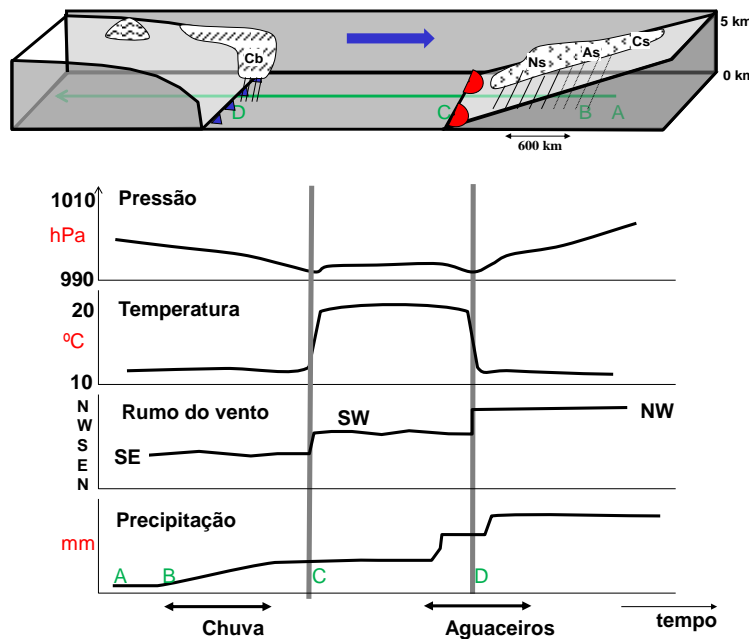 5 km
Cb
Ns
As
Cs
0 km
D
C
B
A
600 km
1010
Pressão
hPa
990
20
Temperatura
ºC
10
N
W
S
E
N
Rumo do vento
SW
NW
SE
Precipitação
mm
A
B
C
D
Chuva
Aguaceiros
tempo